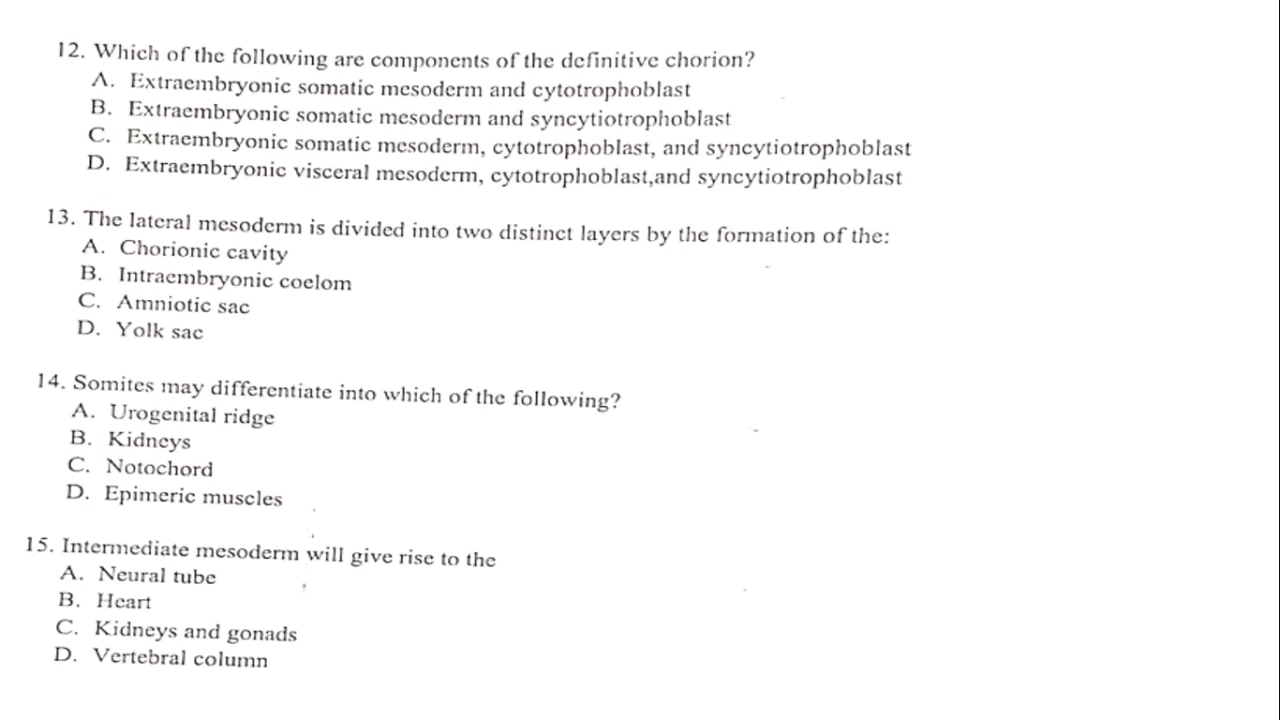 12. Which of the following are components of the definitive chorion?
A. Extraembryonic somatic mesoderm and cytotrophoblast
B. Extraembryonic somatic mesoderm and syncytiotrophoblast
C. Extraembryonic somatic mesoderm, cytotrophoblast, and syncytiotrophoblast
D. Extraembryonic visceral mesoderm, cytotrophoblast,and syncytiotrophoblast
13. The lateral mesoderm is divided into two distinct layers by the formation of the:
A. Chorionic cavity
B. Intraembryonic coelom
C. Amniotic sac
D. Yolk sac
14. Somites may differentiate into which of the following?
A. Urogenital ridge
B. Kidneys
C. Notochord
D. Epimeric muscles
15. Intermediate mesoderm will give rise to the
A. Neural tube
B. Heart
C. Kidneys and gonads
D. Vertebral column